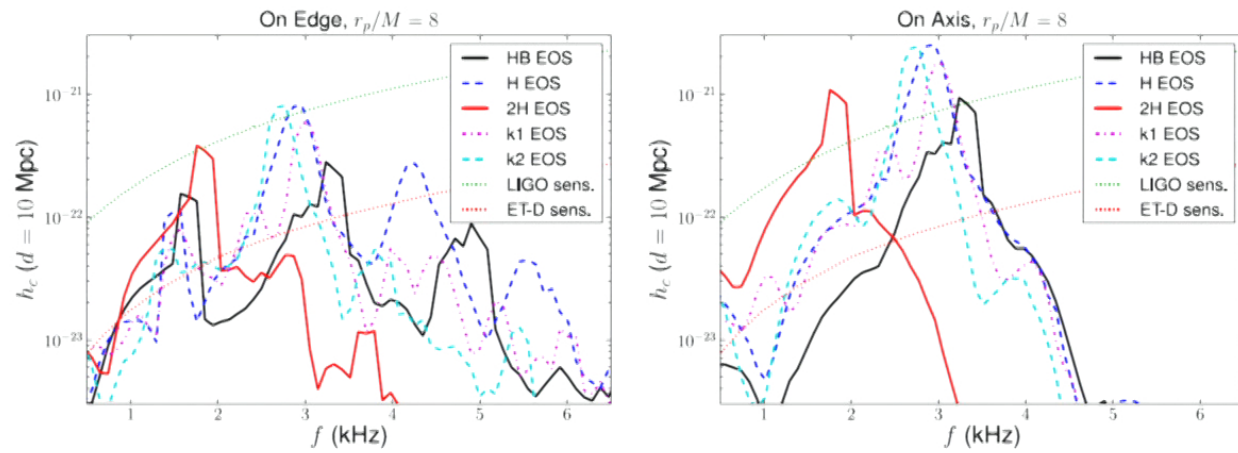 On Edge, r_p/M = 8
h_c (d = 10 Mpc)
10^{-21}
10^{-22}
10^{-23}
HB EOS
H EOS
2H EOS
k1 EOS
k2 EOS
LIGO sens.
ET-D sens.
1 2 3 4 5 6
f (kHz)
On Axis, r_p/M = 8
h_c (d = 10 Mpc)
10^{-21}
10^{-22}
10^{-23}
HB EOS
H EOS
2H EOS
k1 EOS
k2 EOS
LIGO sens.
ET-D sens.
1 2 3 4 5 6
f (kHz)